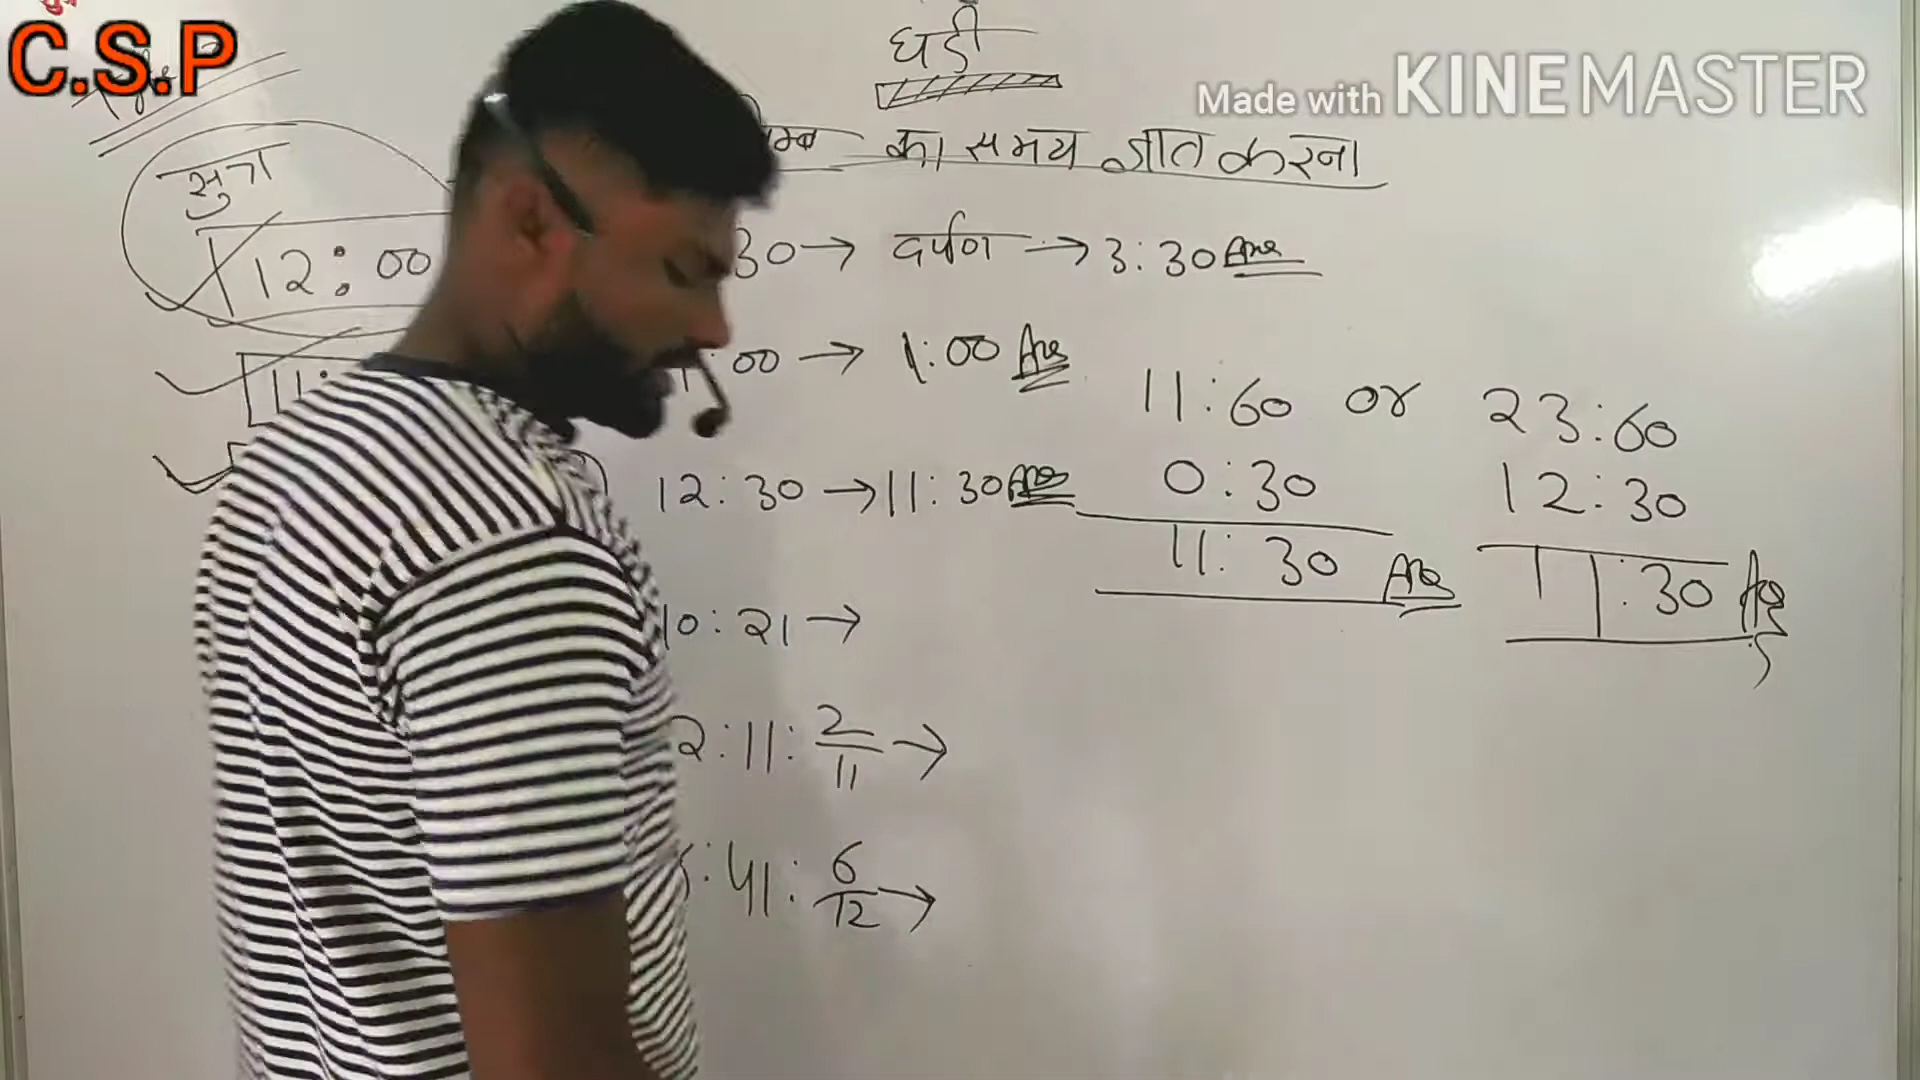 C.S.P
Made with KINEMASTER
घड़ी
म्ब का समय ज्ञात करना
सुत्र
12:00
30→ दर्पण → 3:30 Ans
11:
:00 → 1:00 Ans
11:60 or 23:60
0:30 12:30
11:30 Ans 11:30 Ans
12:30 →11:30 Ans
10:21→
2:11:2/11→
:41:6/12→